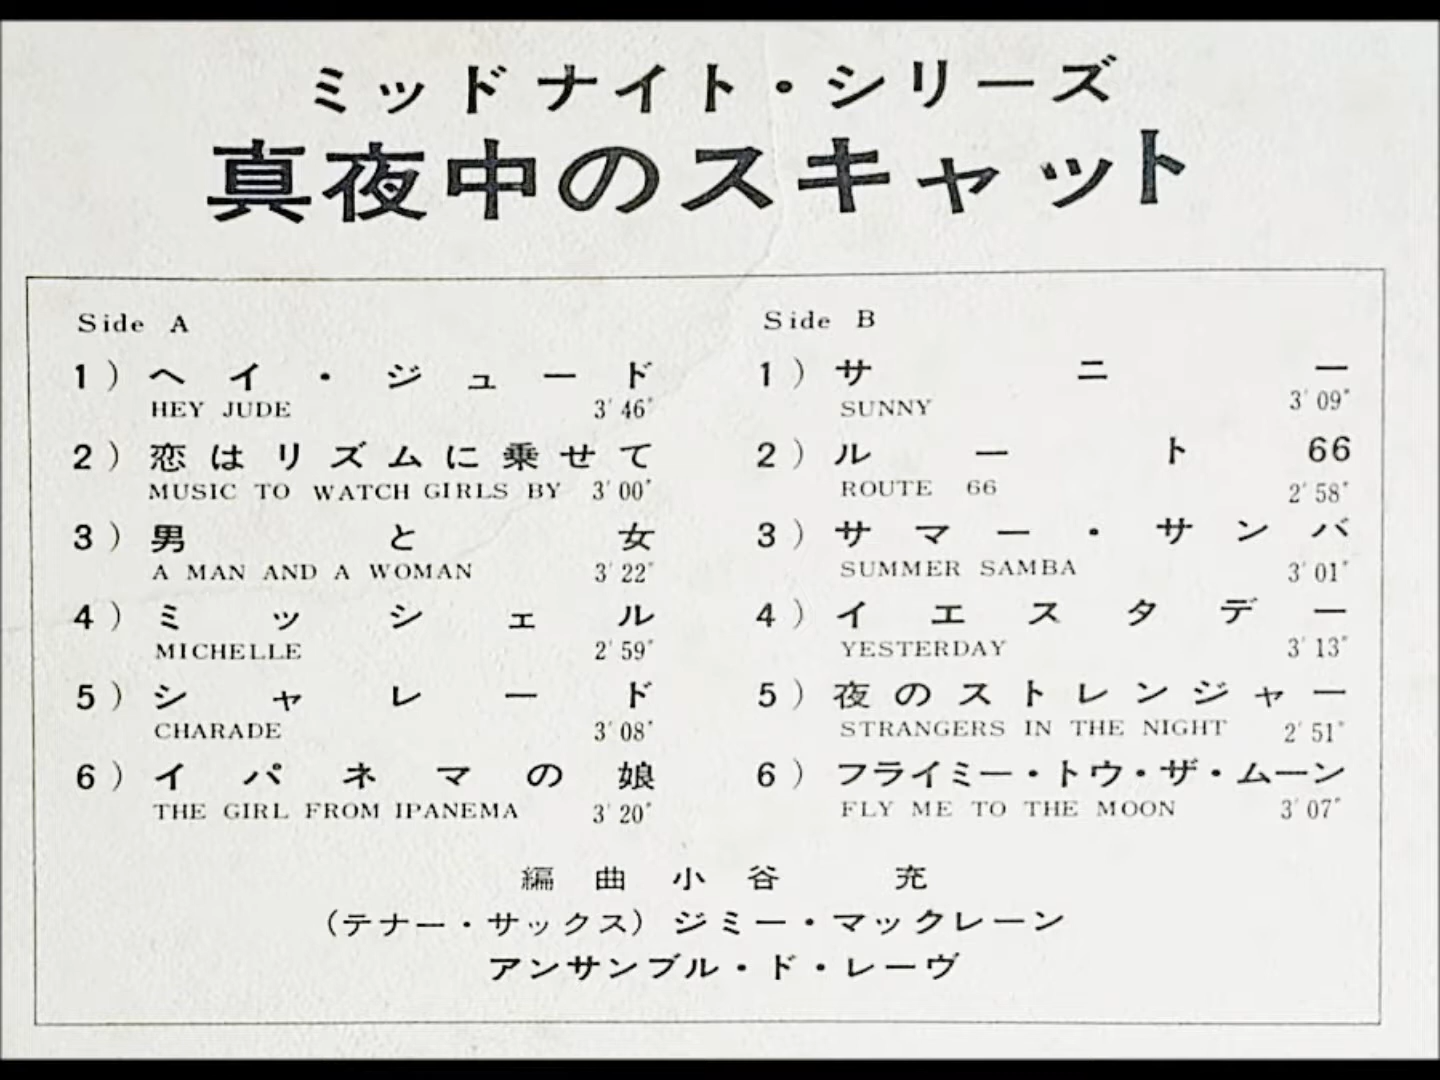 ミッドナイト・シリーズ
真夜中のスキャット
Side A
1) ヘイ・ジュード
HEY JUDE 3′46″
2) 恋はリズムに乗せて
MUSIC TO WATCH GIRLS BY 3′00″
3) 男と女
A MAN AND A WOMAN 3′22″
4) ミッシェル
MICHELLE 2′59″
5) シャレード
CHARADE 3′08″
6) イパネマの娘
THE GIRL FROM IPANEMA 3′20″
Side B
1) サニー
SUNNY 3′09″
2) ルート66
ROUTE 66 2′58″
3) サマー・サンバ
SUMMER SAMBA 3′01″
4) イエスタデー
YESTERDAY 3′13″
5) 夜のストレンジャー
STRANGERS IN THE NIGHT 2′51″
6) フライミー・トウ・ザ・ムーン
FLY ME TO THE MOON 3′07″
編曲 小谷 充
(テナー・サックス) ジミー・マックレーン
アンサンブル・ド・レーヴ